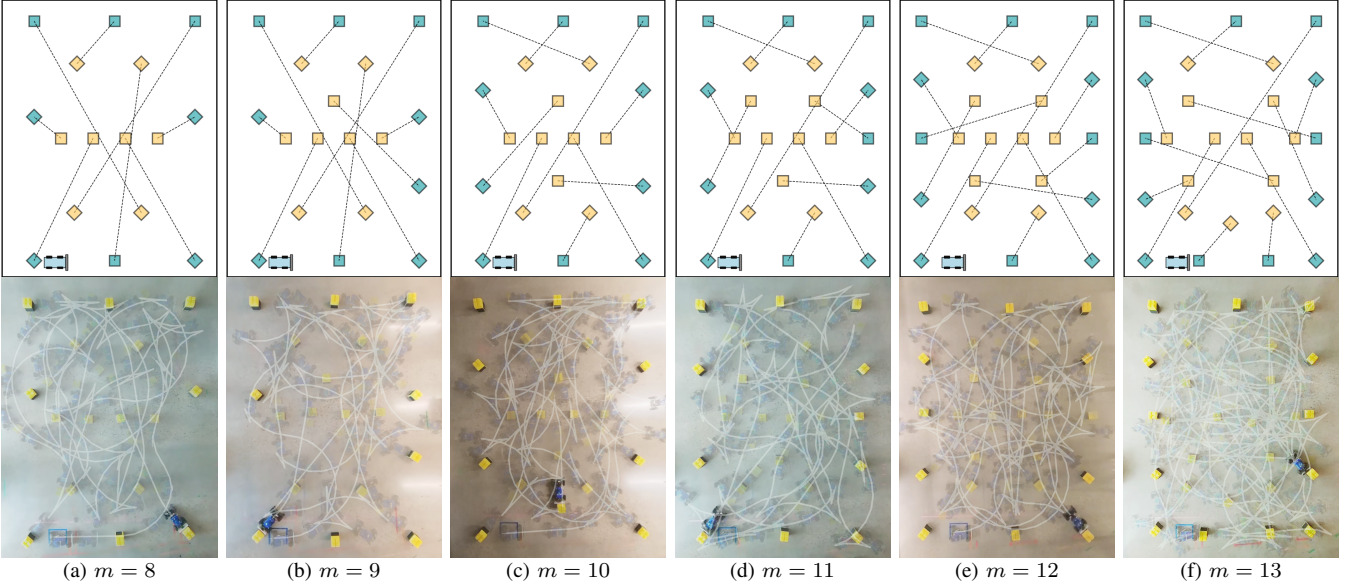 (a) m = 8
(b) m = 9
(c) m = 10
(d) m = 11
(e) m = 12
(f) m = 13